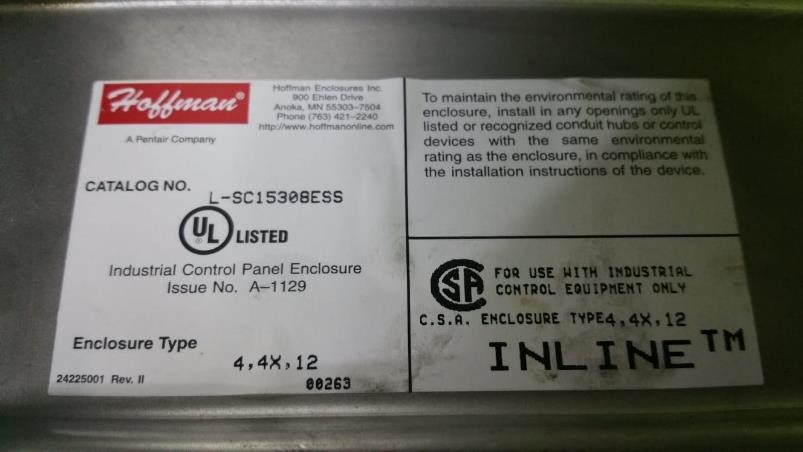 Hoffman®
A Pentair Company
Hoffman Enclosures Inc.
900 Ehlen Drive
Anoka, MN 55303–7504
Phone (763) 421–2240
http://www.hoffmanonline.com
CATALOG NO.
L-SC15308ESS
UL ® LISTED
Industrial Control Panel Enclosure
Issue No. A–1129
Enclosure Type
4,4X,12
24225001 Rev. II
00263
To maintain the environmental rating of this
enclosure, install in any openings only UL
listed or recognized conduit hubs or control
devices with the same environmental
rating as the enclosure, in compliance with
the installation instructions of the device.
CSA
FOR USE WITH INDUSTRIAL
CONTROL EQUIPMENT ONLY
C.S.A. ENCLOSURE TYPE4,4X,12
INLINE™